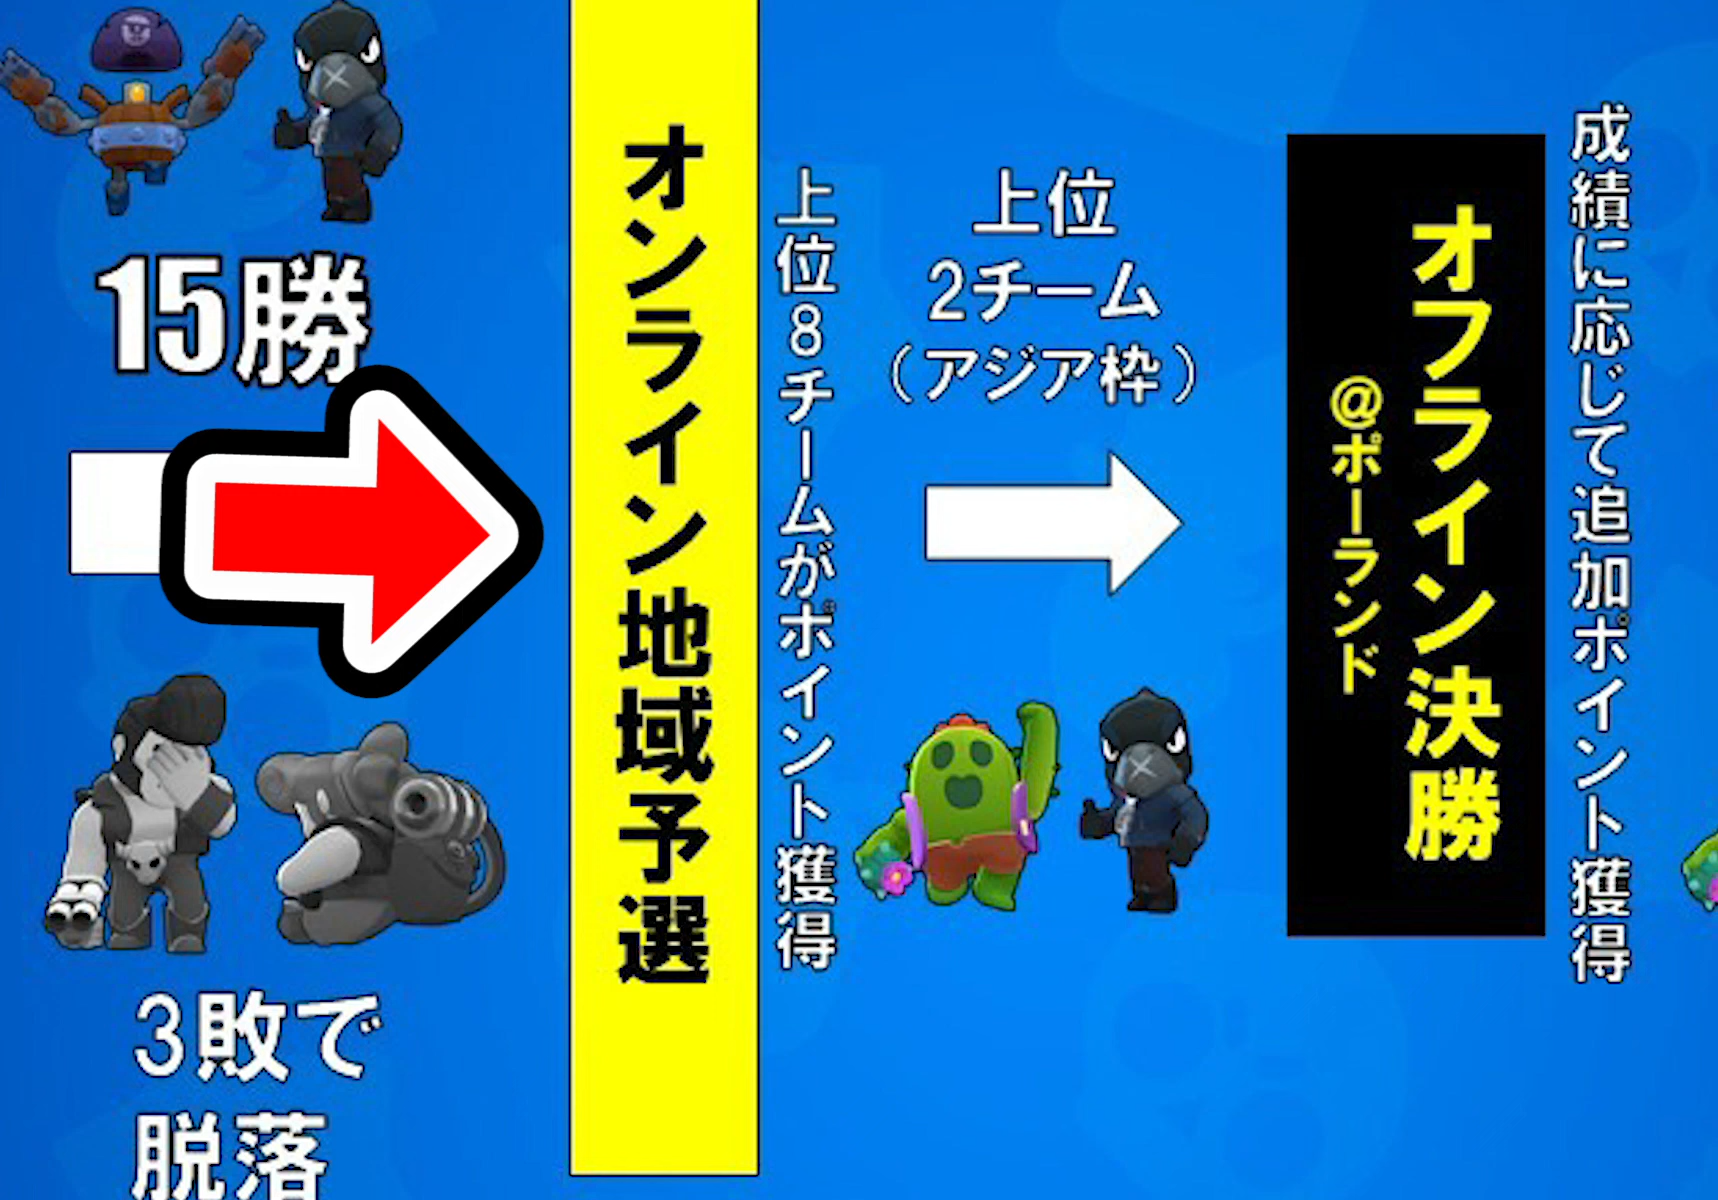 15勝
3敗で
脱落
オンライン地域予選
上位8チームがポイント獲得
上位
2チーム
（アジア枠）
オフライン決勝
@ポーランド
成績に応じて追加ポイント獲得